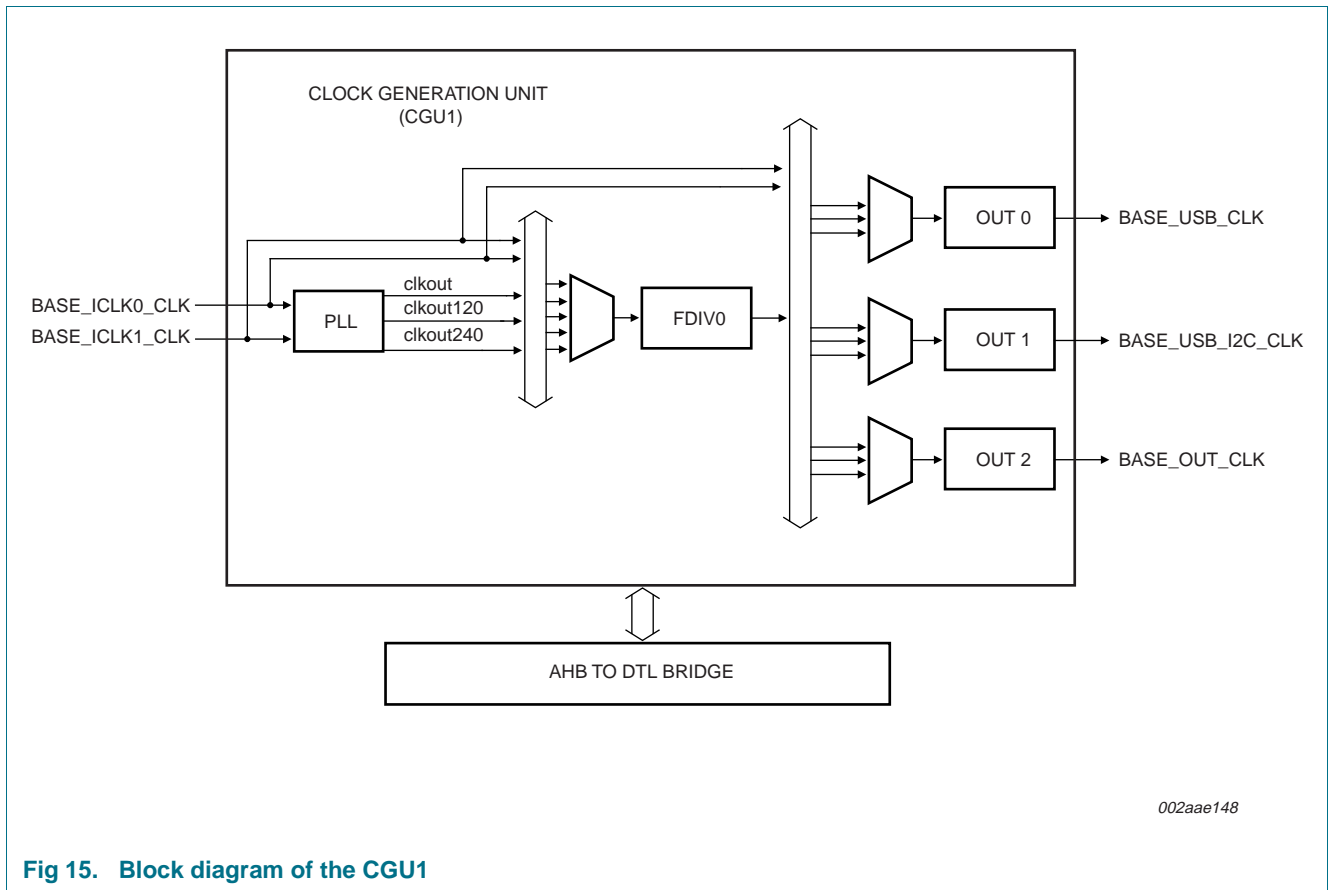 CLOCK GENERATION UNIT
(CGU1)
BASE_ICLK0_CLK
BASE_ICLK1_CLK
PLL
clkout
clkout120
clkout240
FDIV0
OUT 0
BASE_USB_CLK
OUT 1
BASE_USB_I2C_CLK
OUT 2
BASE_OUT_CLK
AHB TO DTL BRIDGE
002aae148
Fig 15. Block diagram of the CGU1